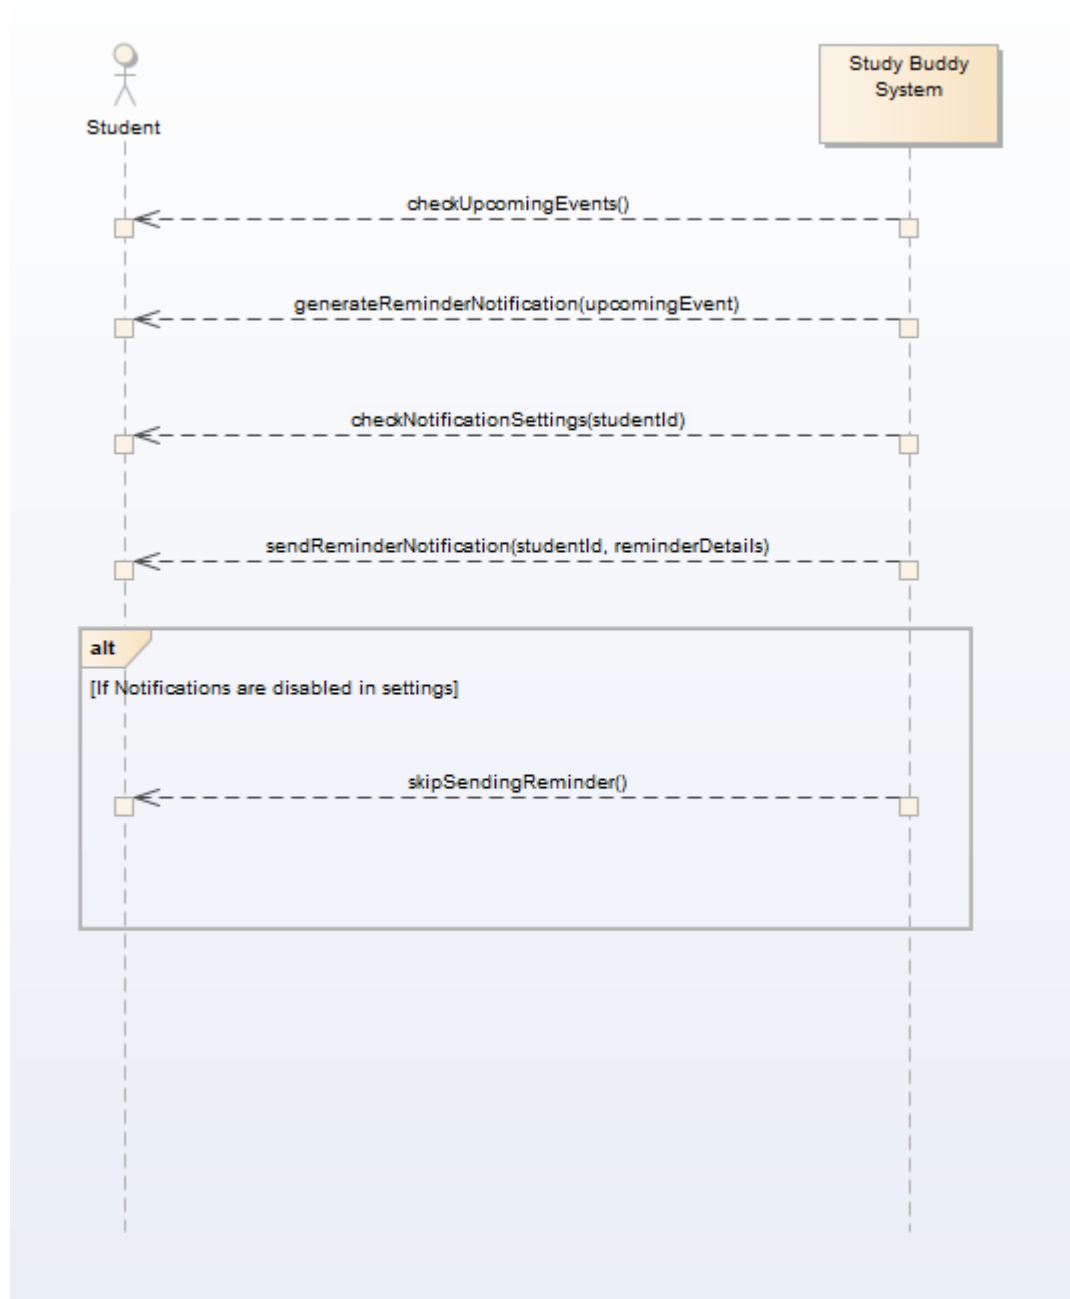 Study Buddy
System
Student
checkUpcomingEvents()
generateReminderNotification(upcomingEvent)
checkNotificationSettings(studentId)
sendReminderNotification(studentId, reminderDetails)
alt
[If Notifications are disabled in settings]
skipSendingReminder()